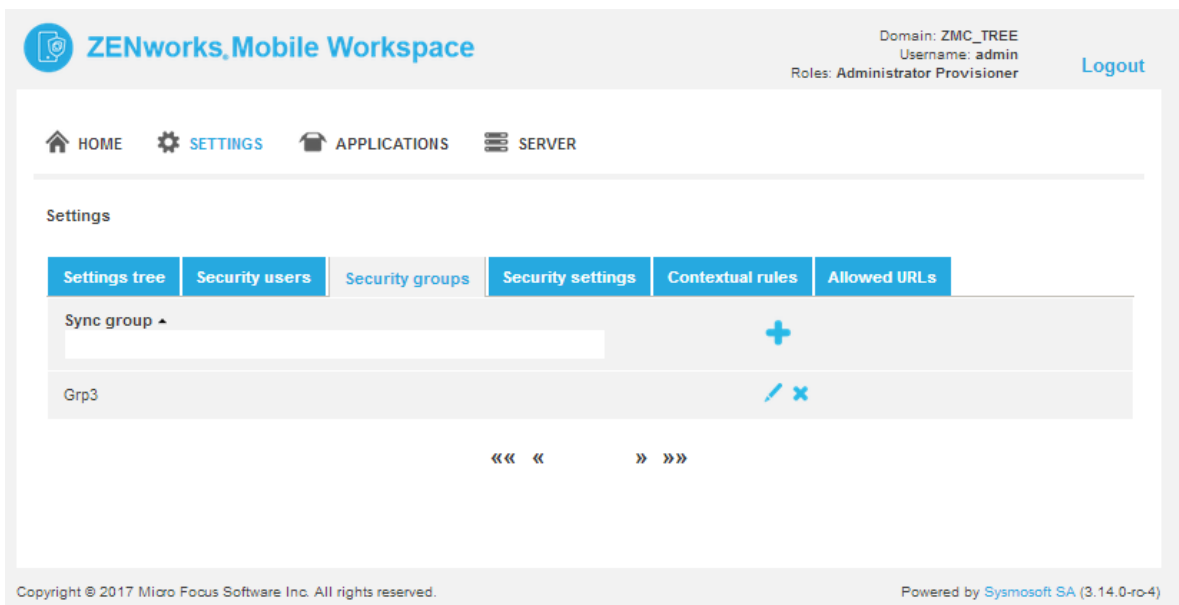 ZENworks® Mobile Workspace
Domain: ZMC_TREE
Username: admin
Roles: Administrator Provisioner
Logout
HOME SETTINGS APPLICATIONS SERVER
Settings
Settings tree Security users Security groups Security settings Contextual rules Allowed URLs
Sync group ▲
Grp3
«« « » »»
Copyright © 2017 Micro Focus Software Inc. All rights reserved. Powered by Sysmosoft SA (3.14.0-rc-4)